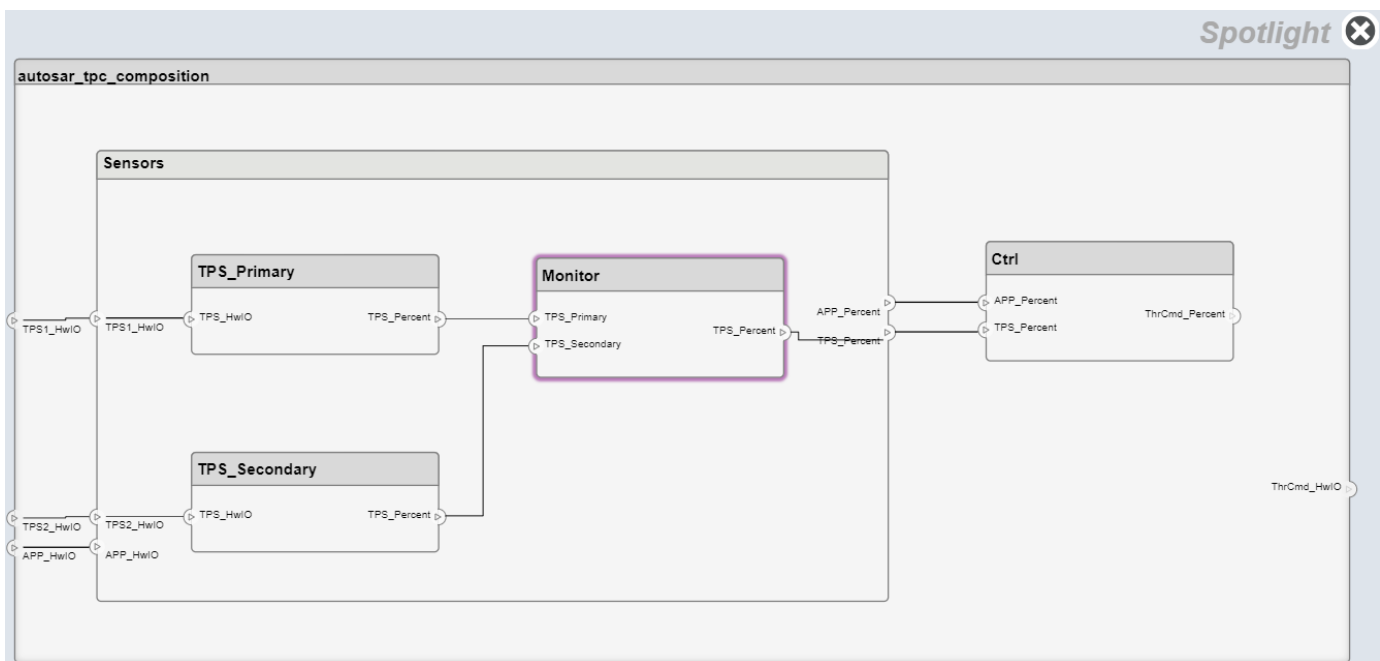 Spotlight
autosar_tpc_composition
Sensors
TPS_Primary
TPS_HwIO
TPS_Percent
Monitor
TPS_Primary
TPS_Secondary
TPS_Percent
APP_Percent
TPS_Percent
Ctrl
APP_Percent
TPS_Percent
ThrCmd_Percent
TPS1_HwIO
TPS1_HwIO
TPS_Secondary
TPS_HwIO
TPS_Percent
TPS2_HwIO
TPS2_HwIO
APP_HwIO
APP_HwIO
ThrCmd_HwIO